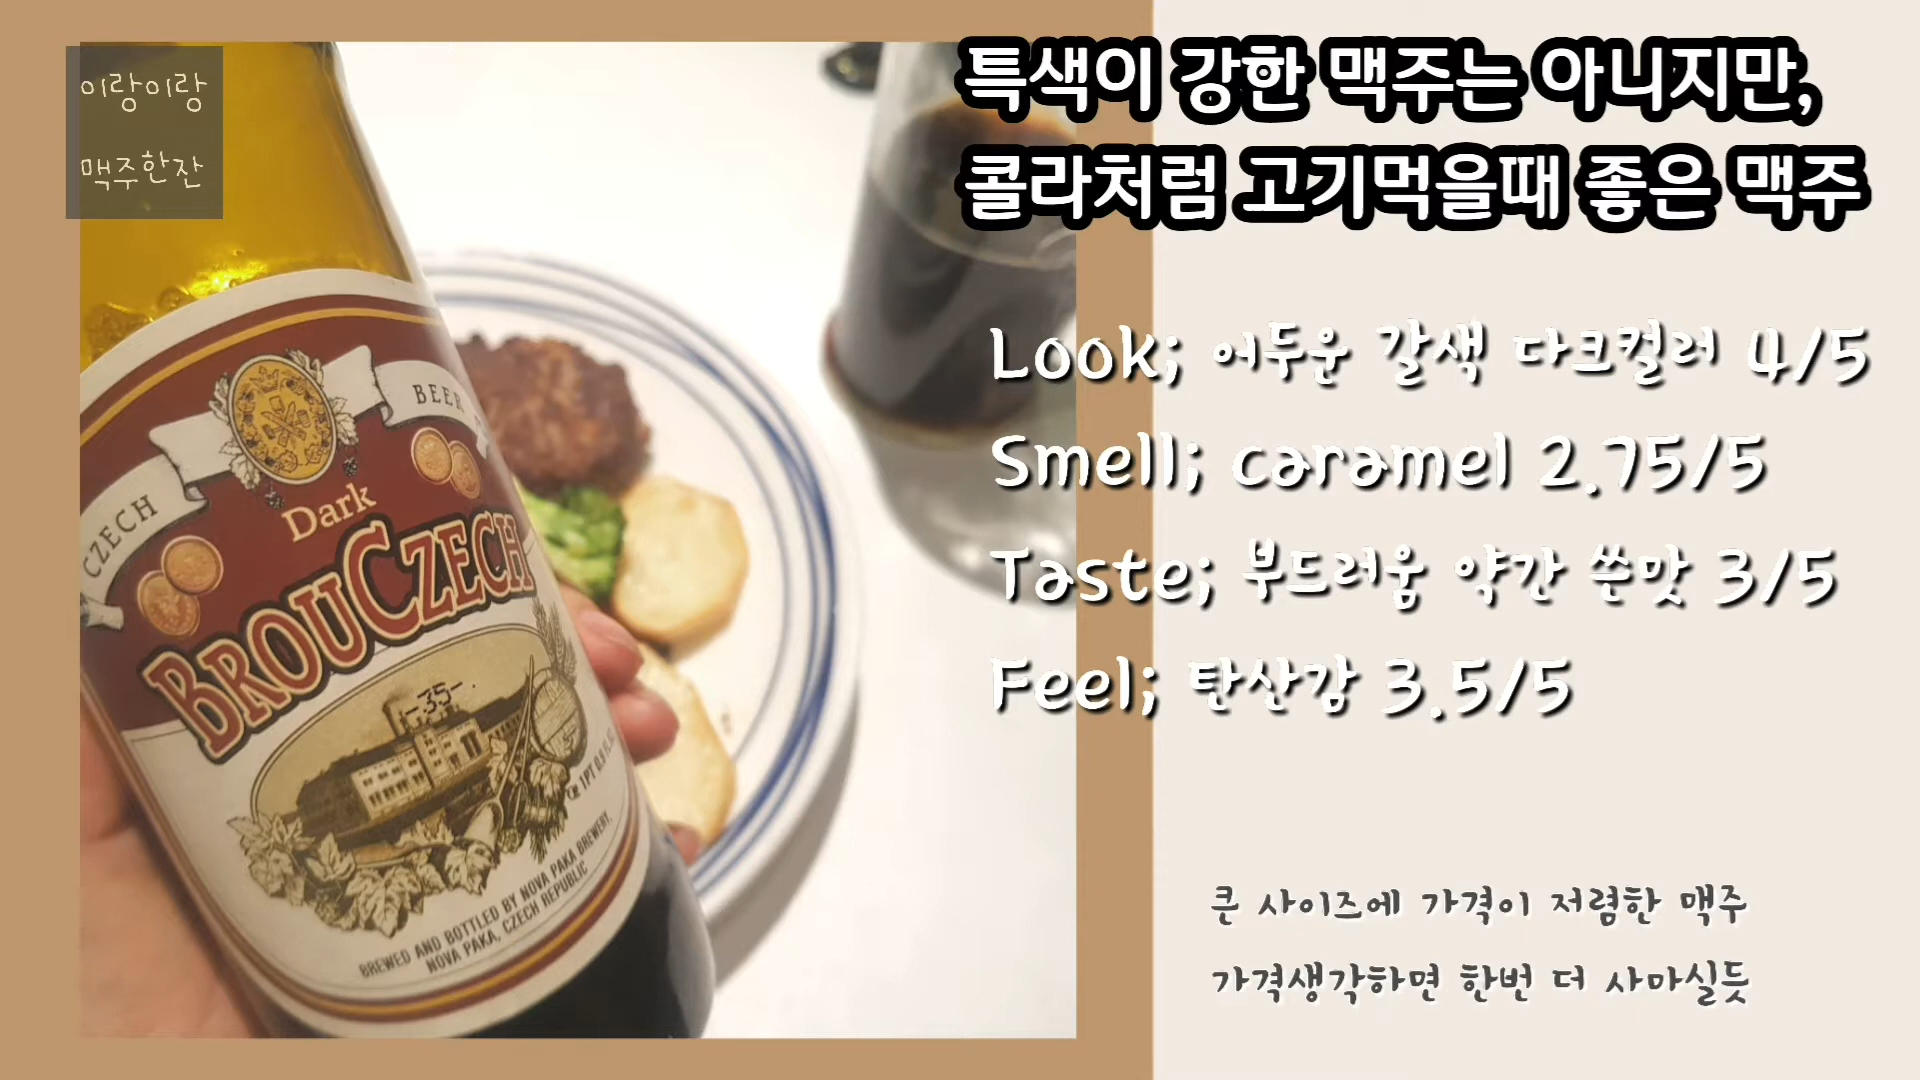 이랑이랑
맥주한잔
특색이 강한 맥주는 아니지만,
콜라처럼 고기먹을때 좋은 맥주
Look; 어두운 갈색 다크컬러 4/5
Smell; caramel 2.75/5
Taste; 부드러움 약간 쓴맛 3/5
Feel; 탄산감 3.5/5
큰 사이즈에 가격이 저렴한 맥주
가격생각하면 한번 더 사마실듯
CZECH BEER
Dark
BROUCZECH
-35-
1PT 0.9 FL.
BREWED AND BOTTLED BY NOVA PAKA BREWERY,
NOVA PAKA, CZECH REPUBLIC